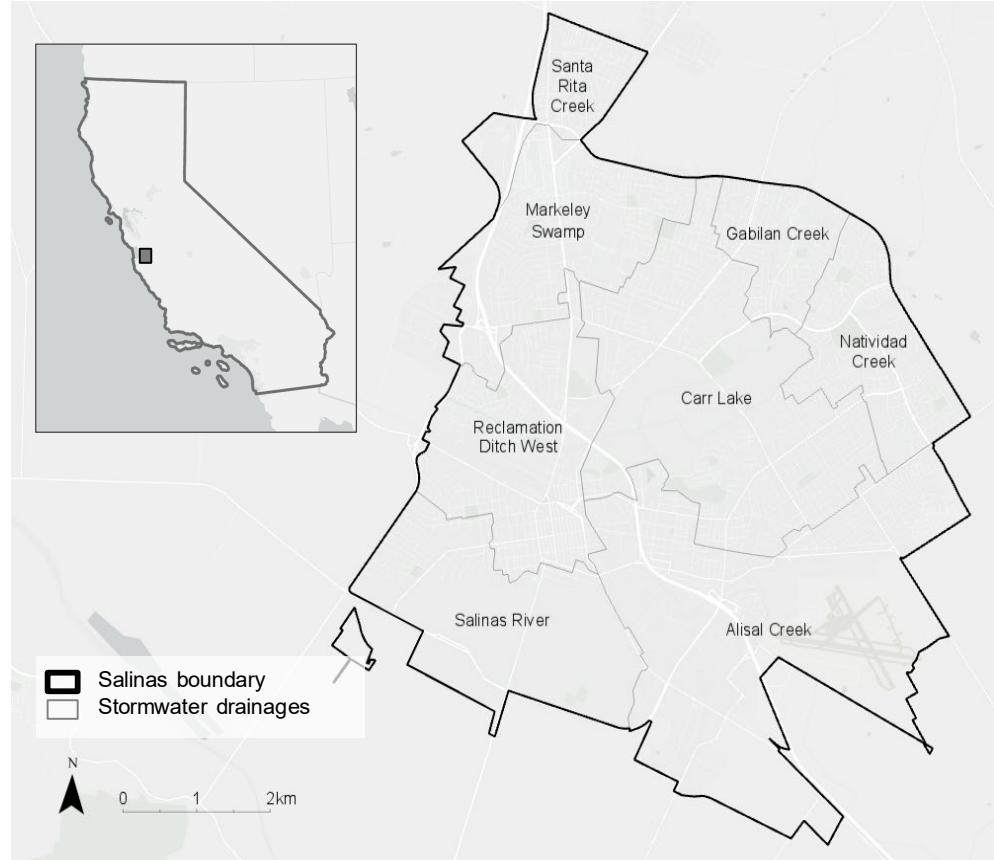 Santa
Rita
Creek
Markeley
Swamp
Gabilan Creek
Natividad
Creek
Carr Lake
Reclamation
Ditch West
Salinas River
Alisal Creek
Salinas boundary
Stormwater drainages
N
0 1 2km